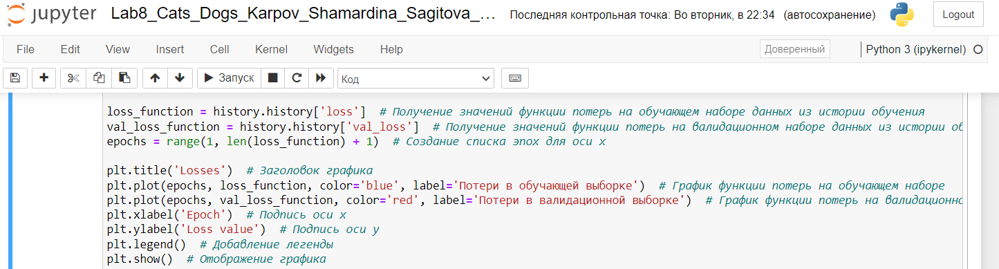 jupyter Lab8_Cats_Dogs_Karpov_Shamardina_Sagitova_... Последняя контрольная точка: Во вторник, в 22:34 (автосохранение) Logout
File Edit View Insert Cell Kernel Widgets Help Доверенный Python 3 (ipykernel)
Запуск Код
loss_function = history.history['loss'] # Получение значений функции потерь на обучающем наборе данных из истории обучения
val_loss_function = history.history['val_loss'] # Получение значений функции потерь на валидационном наборе данных из истории об
epochs = range(1, len(loss_function) + 1) # Создание списка эпох для оси x
plt.title('Losses') # Заголовок графика
plt.plot(epochs, loss_function, color='blue', label='Потери в обучающей выборке') # График функции потерь на обучающем наборе
plt.plot(epochs, val_loss_function, color='red', label='Потери в валидационной выборке') # График функции потерь на валидационно
plt.xlabel('Epoch') # Подпись оси x
plt.ylabel('Loss value') # Подпись оси y
plt.legend() # Добавление легенды
plt.show() # Отображение графика